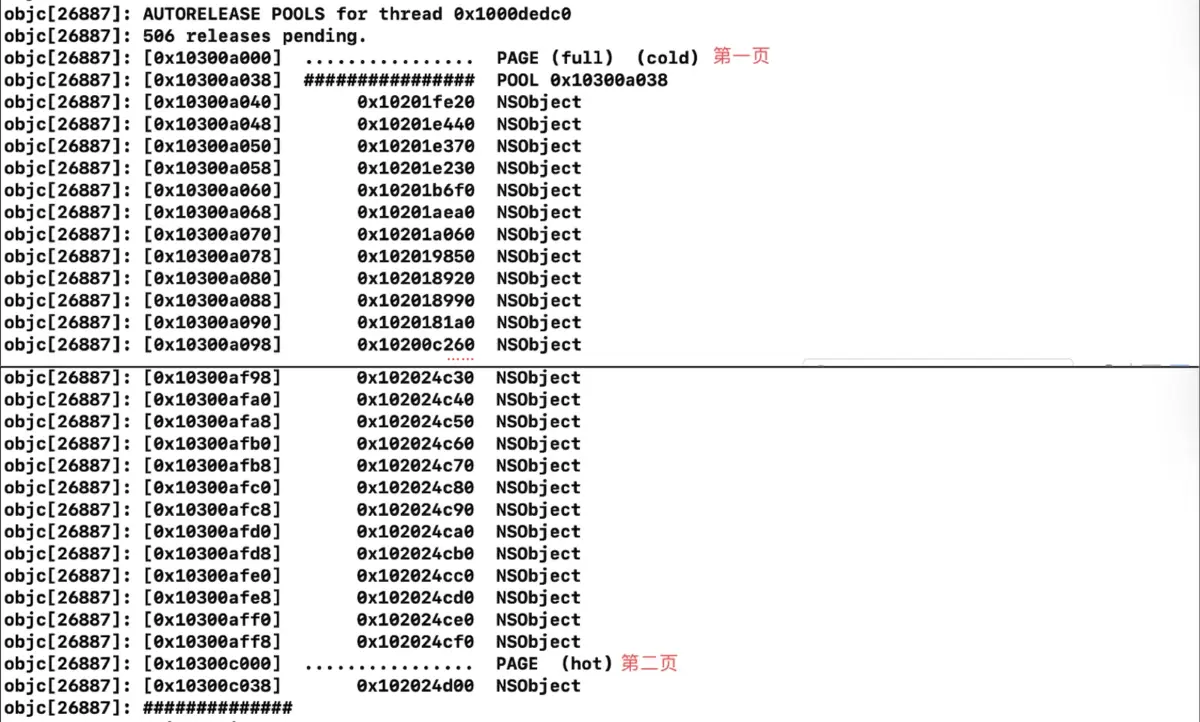 objc[26887]: AUTORELEASE POOLS for thread 0x1000dedc0
objc[26887]: 506 releases pending.
objc[26887]: [0x10300a000]  ................  PAGE (full)  (cold) 第一页
objc[26887]: [0x10300a038]  ################  POOL 0x10300a038
objc[26887]: [0x10300a040]       0x10201fe20  NSObject
objc[26887]: [0x10300a048]       0x10201e440  NSObject
objc[26887]: [0x10300a050]       0x10201e370  NSObject
objc[26887]: [0x10300a058]       0x10201e230  NSObject
objc[26887]: [0x10300a060]       0x10201b6f0  NSObject
objc[26887]: [0x10300a068]       0x10201aea0  NSObject
objc[26887]: [0x10300a070]       0x10201a060  NSObject
objc[26887]: [0x10300a078]       0x102019850  NSObject
objc[26887]: [0x10300a080]       0x102018920  NSObject
objc[26887]: [0x10300a088]       0x102018990  NSObject
objc[26887]: [0x10300a090]       0x1020181a0  NSObject
objc[26887]: [0x10300a098]       0x10200c260  NSObject
……
objc[26887]: [0x10300af98]       0x102024c30  NSObject
objc[26887]: [0x10300afa0]       0x102024c40  NSObject
objc[26887]: [0x10300afa8]       0x102024c50  NSObject
objc[26887]: [0x10300afb0]       0x102024c60  NSObject
objc[26887]: [0x10300afb8]       0x102024c70  NSObject
objc[26887]: [0x10300afc0]       0x102024c80  NSObject
objc[26887]: [0x10300afc8]       0x102024c90  NSObject
objc[26887]: [0x10300afd0]       0x102024ca0  NSObject
objc[26887]: [0x10300afd8]       0x102024cb0  NSObject
objc[26887]: [0x10300afe0]       0x102024cc0  NSObject
objc[26887]: [0x10300afe8]       0x102024cd0  NSObject
objc[26887]: [0x10300aff0]       0x102024ce0  NSObject
objc[26887]: [0x10300aff8]       0x102024cf0  NSObject
objc[26887]: [0x10300c000]  ................  PAGE  (hot) 第二页
objc[26887]: [0x10300c038]       0x102024d00  NSObject
objc[26887]: ##############